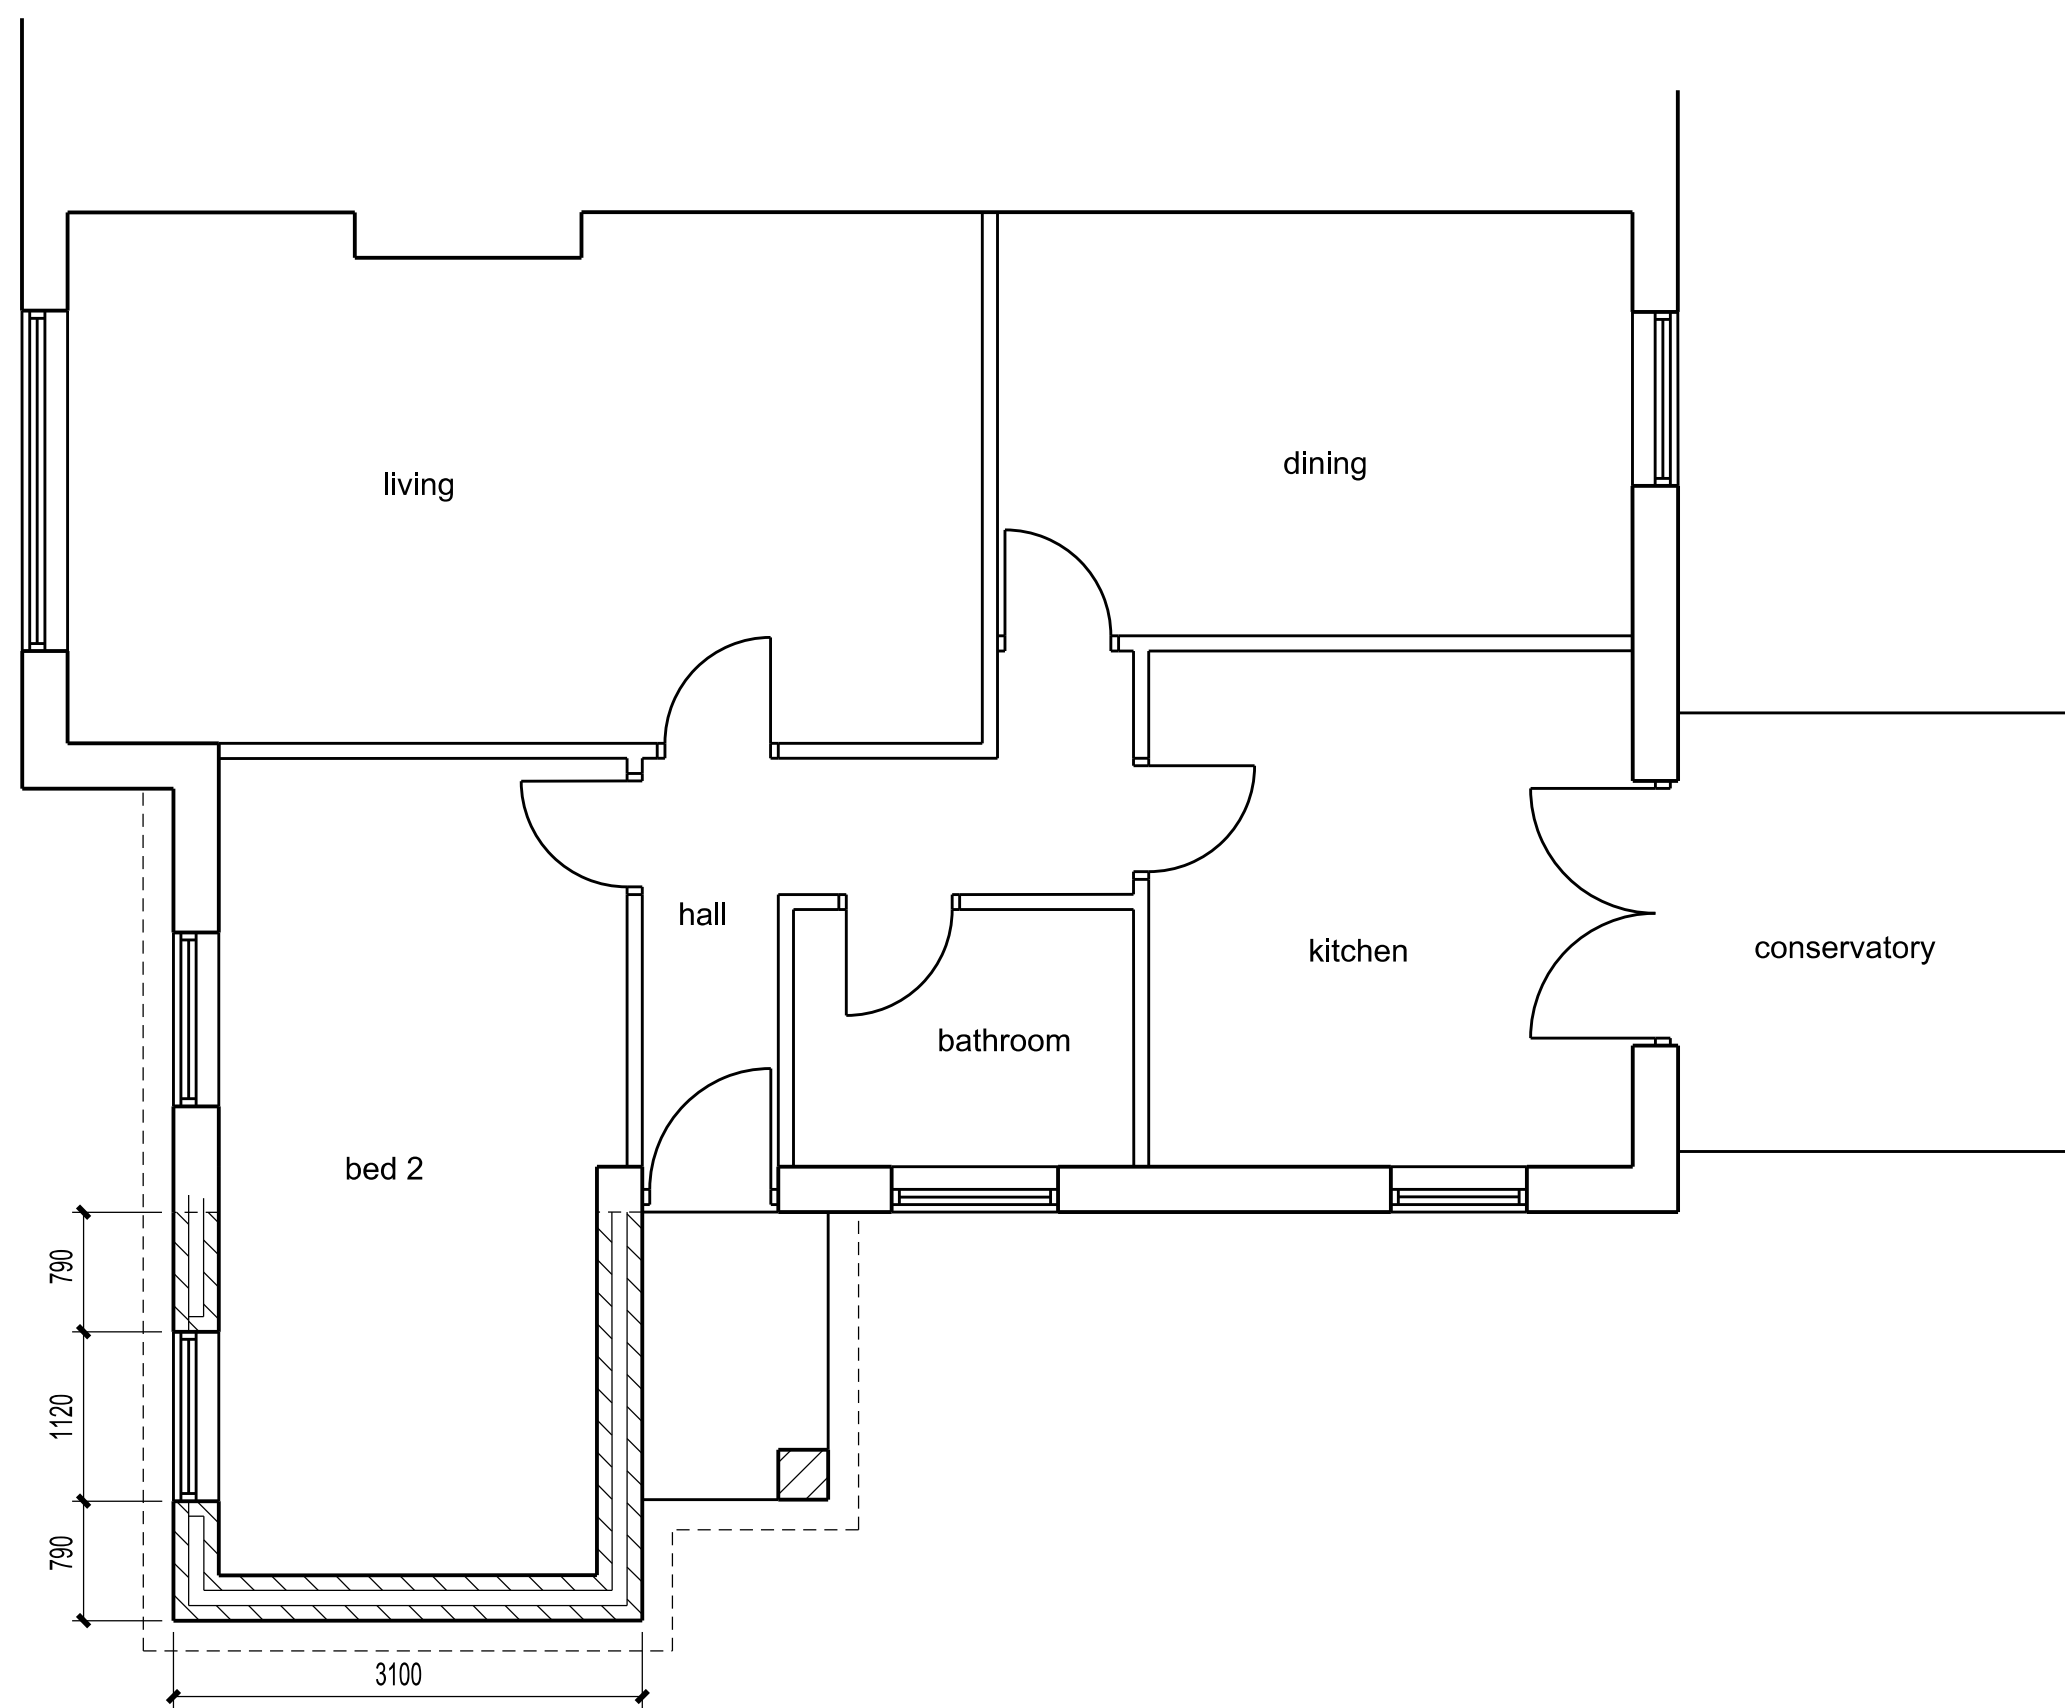 dining
living
hall
kitchen
conservatory
bathroom
bed 2
790
1120
790
3100